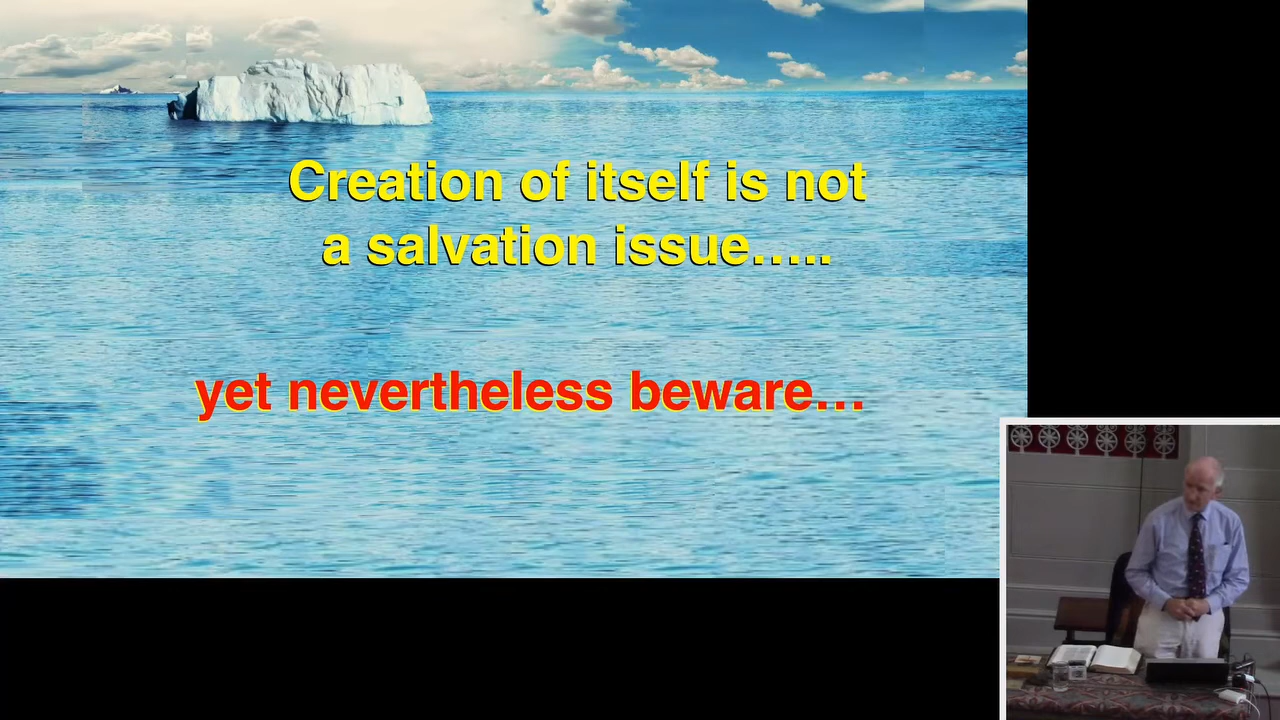 Creation of itself is not
a salvation issue.....
yet nevertheless beware...